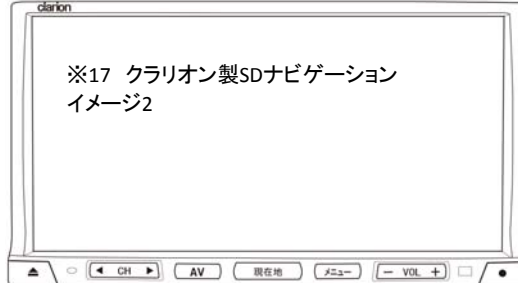 clarion
※17 クラリオン製SDナビゲーション
イメージ2
◀ CH ▶ AV 現在地 メニュー − VOL +